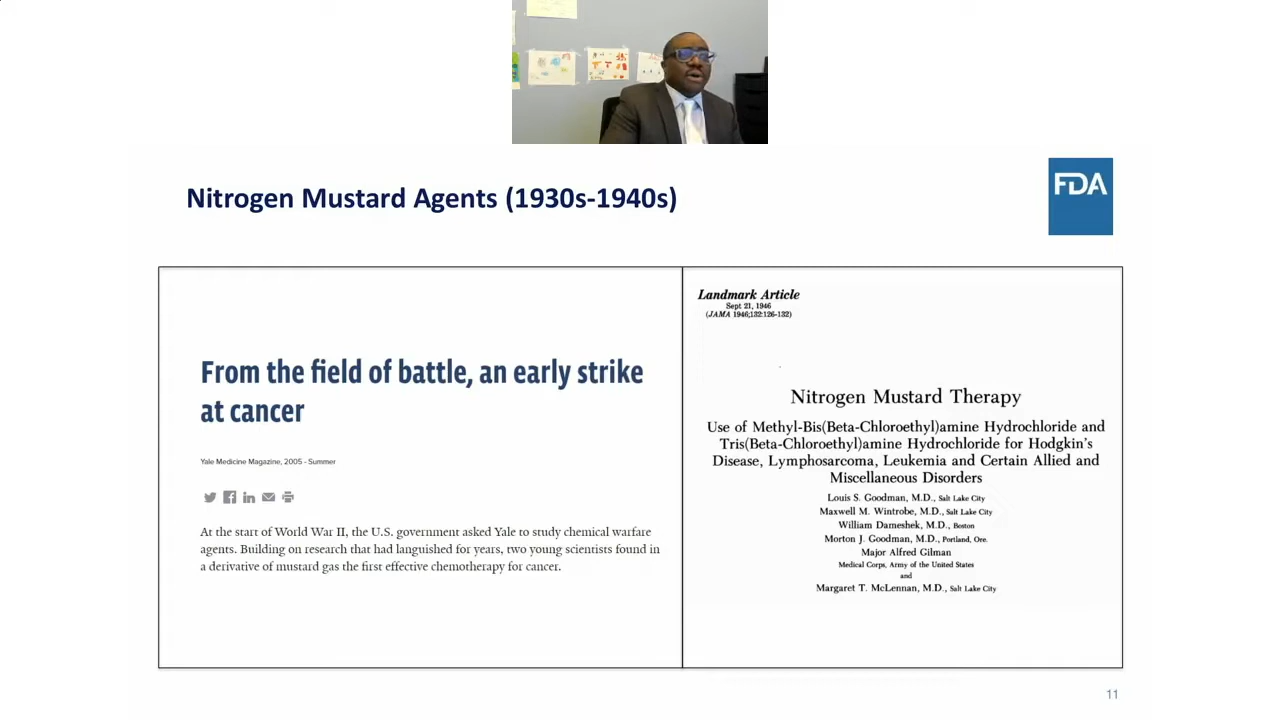 Nitrogen Mustard Agents (1930s-1940s)
FDA
From the field of battle, an early strike
at cancer
Yale Medicine Magazine, 2005 - Summer
At the start of World War II, the U.S. government asked Yale to study chemical warfare
agents. Building on research that had languished for years, two young scientists found in
a derivative of mustard gas the first effective chemotherapy for cancer.
Landmark Article
Sept 21, 1946
(JAMA 1946;132:126-132)
Nitrogen Mustard Therapy
Use of Methyl-Bis(Beta-Chloroethyl)amine Hydrochloride and
Tris(Beta-Chloroethyl)amine Hydrochloride for Hodgkin's
Disease, Lymphosarcoma, Leukemia and Certain Allied and
Miscellaneous Disorders
Louis S. Goodman, M.D., Salt Lake City
Maxwell M. Wintrobe, M.D., Salt Lake City
William Dameshek, M.D., Boston
Morton J. Goodman, M.D., Portland, Ore.
Major Alfred Gilman
Medical Corps, Army of the United States
and
Margaret T. McLennan, M.D., Salt Lake City
11